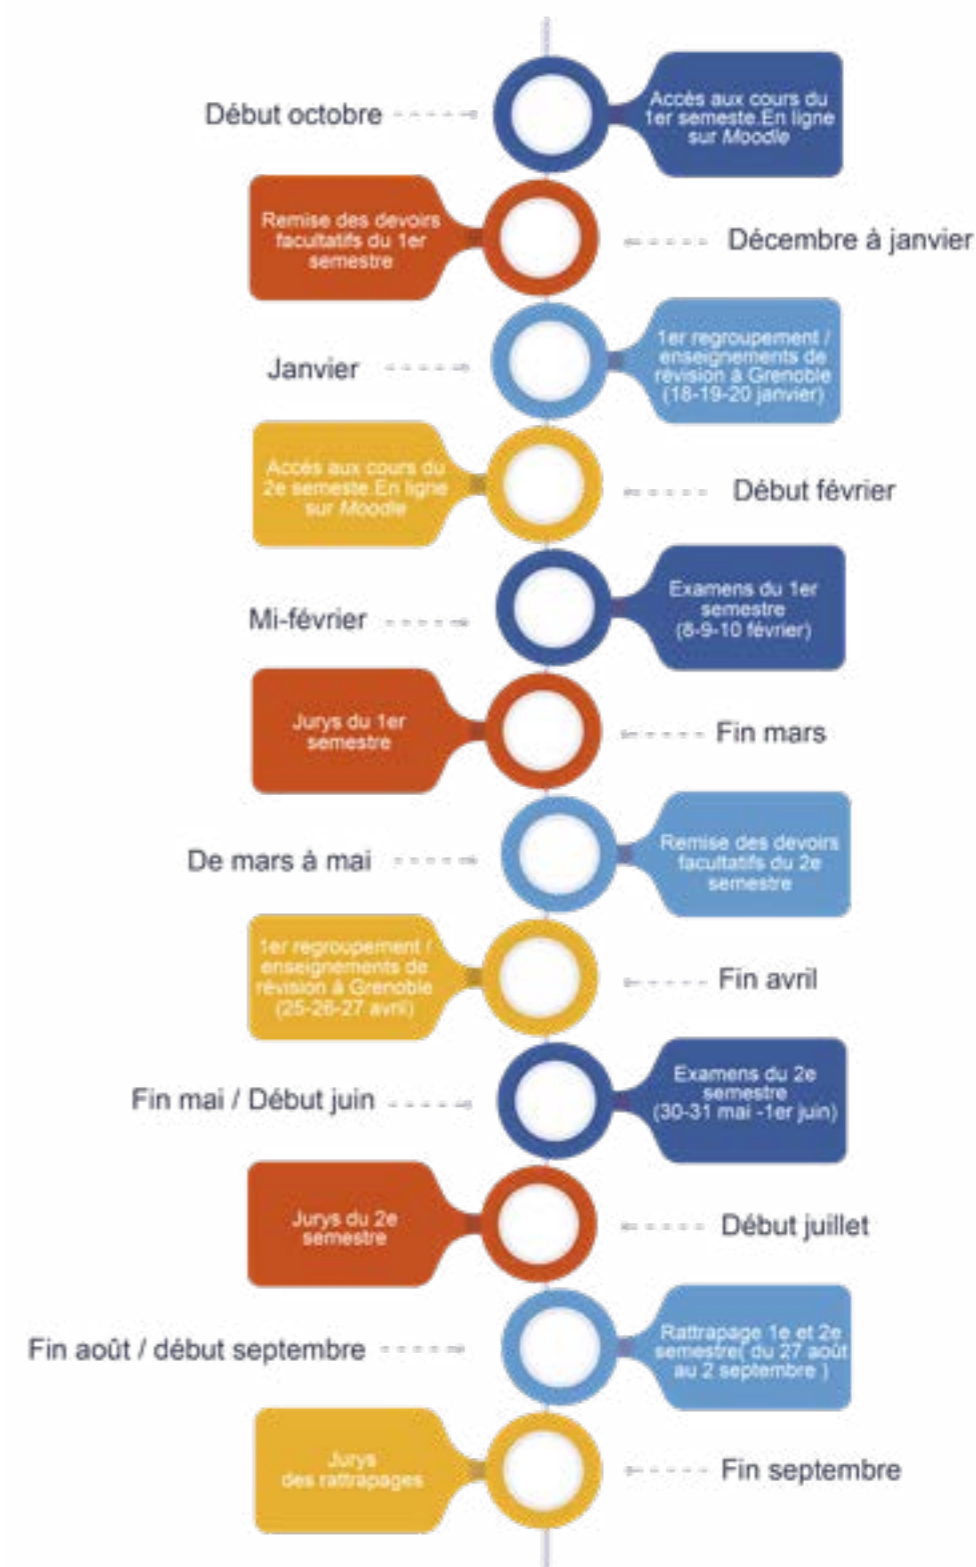 Début octobre
Accès aux cours du
1er semeste.En ligne
sur Moodle
Remise des devoirs
facultatifs du 1er
semestre
Décembre à janvier
Janvier
1er regroupement /
enseignements de
révision à Grenoble
(18-19-20 janvier)
Accès aux cours du
2e semeste.En ligne
sur Moodle
Début février
Mi-février
Examens du 1er
semestre
(8-9-10 février)
Jurys du 1er
semestre
Fin mars
De mars à mai
Remise des devoirs
facultatifs du 2e
semestre
1er regroupement /
enseignements de
révision à Grenoble
(25-26-27 avril)
Fin avril
Fin mai / Début juin
Examens du 2e
semestre
(30-31 mai -1er juin)
Jurys du 2e
semestre
Début juillet
Fin août / début septembre
Rattrapage 1e et 2e
semestre( du 27 août
au 2 septembre )
Jurys
des rattrapages
Fin septembre